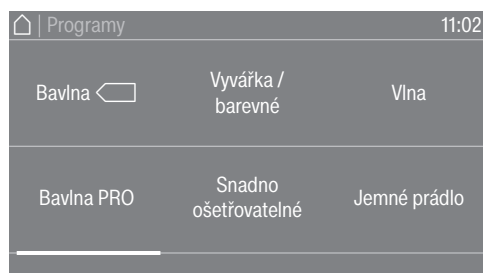 | Programy
11:02
Bavlna
Vyvářka /
barevné
Vlna
Bavlna PRO
Snadno
ošetřovatelné
Jemné prádlo